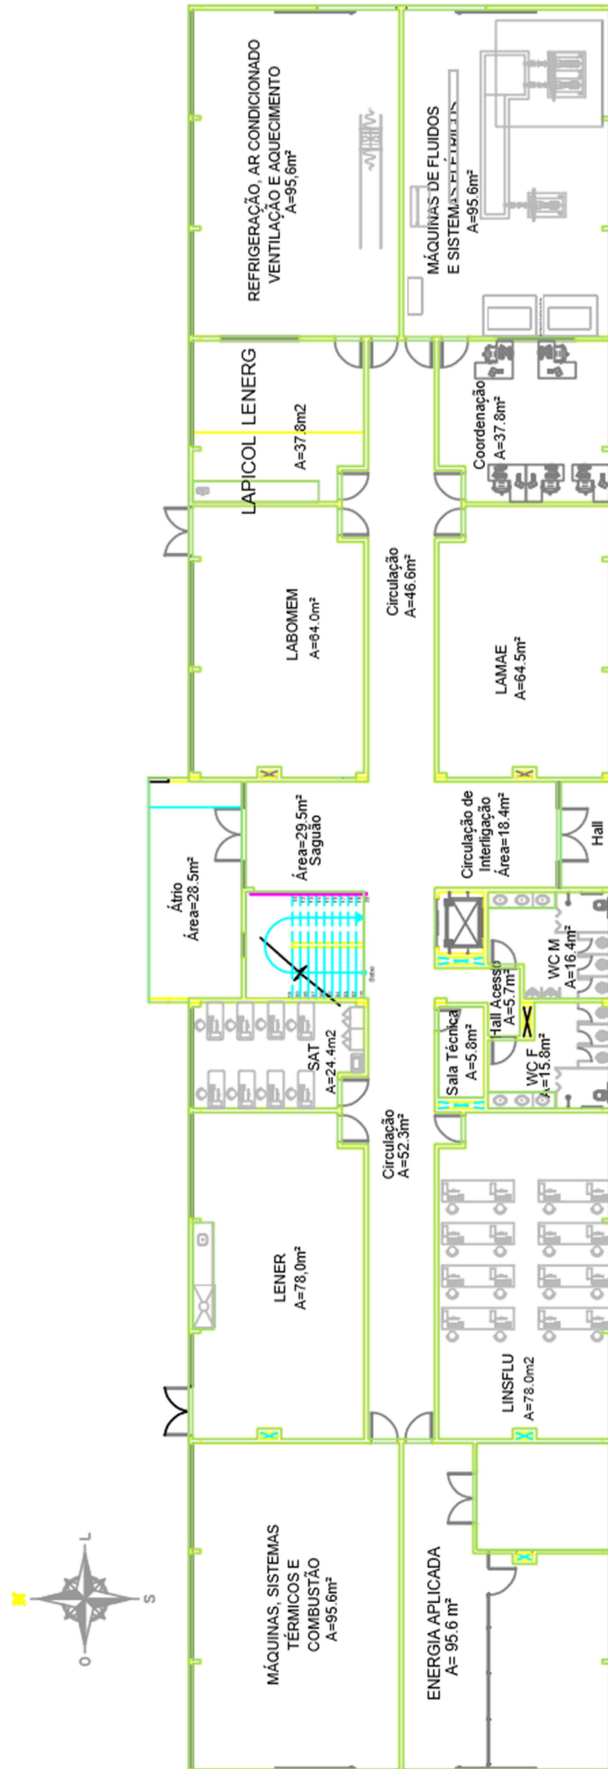 REFRIGERAÇÃO, AR CONDICIONADO
VENTILAÇÃO E AQUECIMENTO
A=95,6m²
MÁQUINAS DE FLUIDOS
E SISTEMAS ELÉTRICOS
A=95.6m²
LAPICOL LENERG
A=37.8m2
Coordenação
A=37.8m²
LABOMEM
A=64.0m²
Circulação
A=46.6m²
LAMAE
A=64.5m²
Átrio
Área=28.5m²
Área=29.5m²
Saguão
Circulação de
Interligação
Área=18.4m²
Hall
Sobe
SAT
A=24.4m2
Hall Acesso
A=5.7m²
WC M
A=16.4m²
Sala Técnica
A=5.8m²
WC F
A=15.8m²
Circulação
A=52.3m²
LENER
A=78,0m²
LINSFLU
A=78.0m2
MÁQUINAS, SISTEMAS
TÉRMICOS E
COMBUSTÃO
A=95.6m²
ENERGIA APLICADA
A= 95.6 m²
N
L
S
O